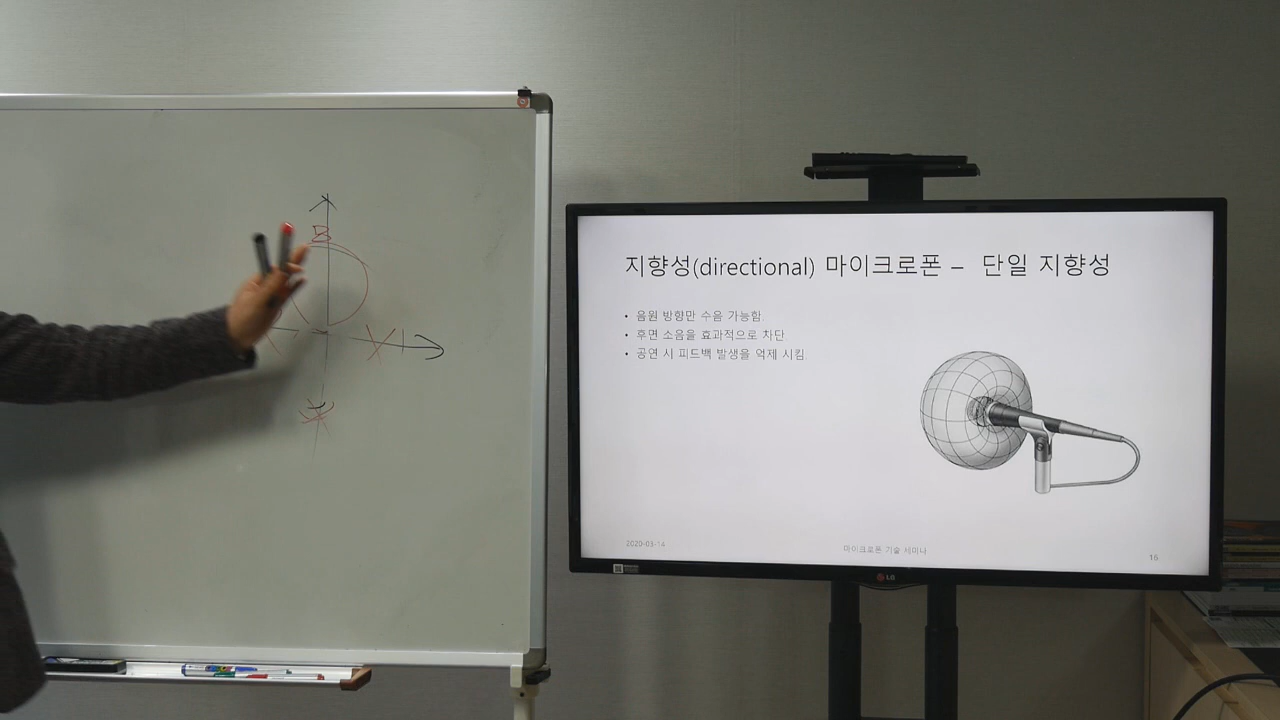 지향성(directional) 마이크로폰 – 단일 지향성
• 음원 방향만 수음 가능함.
• 후면 소음을 효과적으로 차단
• 공연 시 피드백 발생을 억제 시킴
2020-03-14
마이크로폰 기술 세미나
16
LG